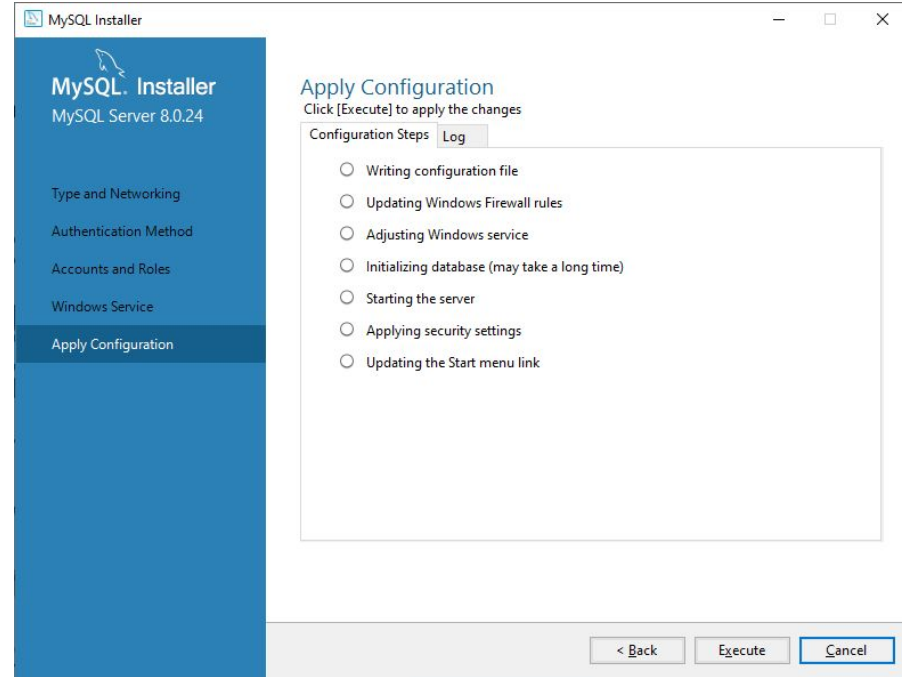 MySQL Installer
MySQL. Installer
MySQL Server 8.0.24
Type and Networking
Authentication Method
Accounts and Roles
Windows Service
Apply Configuration
Apply Configuration
Click [Execute] to apply the changes
Configuration Steps Log
Writing configuration file
Updating Windows Firewall rules
Adjusting Windows service
Initializing database (may take a long time)
Starting the server
Applying security settings
Updating the Start menu link
< Back Execute Cancel